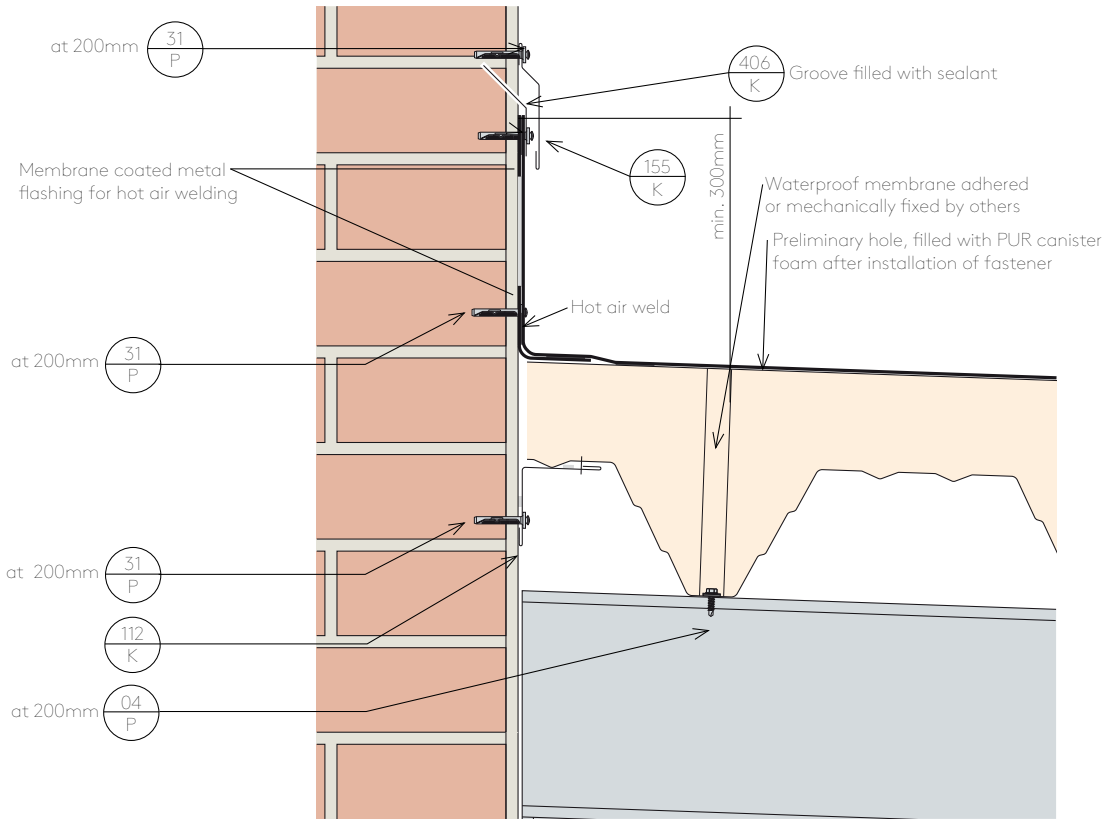 at 200mm
31
P
406
K
Groove filled with sealant
155
K
Membrane coated metal
flashing for hot air welding
min. 300mm
Waterproof membrane adhered
or mechanically fixed by others
Preliminary hole, filled with PUR canister
foam after installation of fastener
Hot air weld
at 200mm
31
P
at 200mm
31
P
112
K
at 200mm
04
P